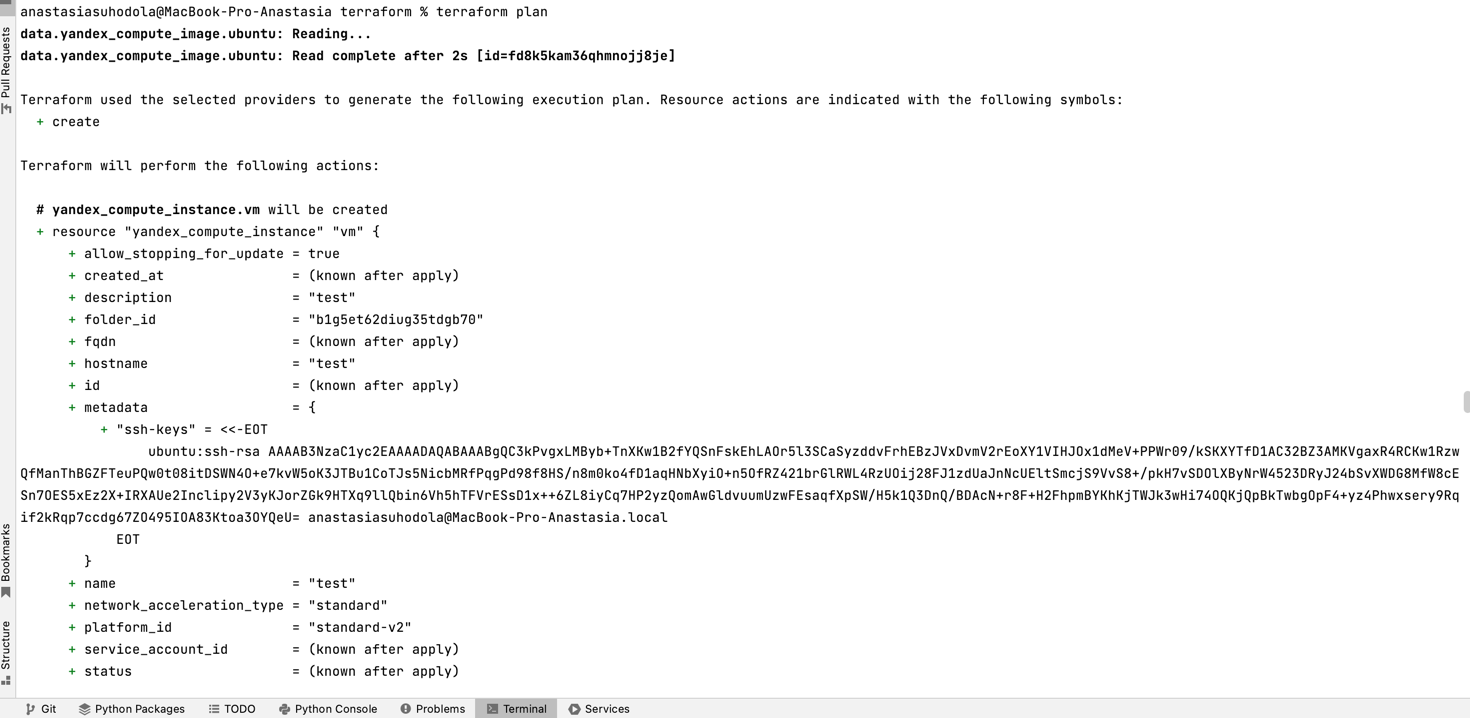 anastasiasuhodola@MacBook-Pro-Anastasia terraform % terraform plan
data.yandex_compute_image.ubuntu: Reading...
data.yandex_compute_image.ubuntu: Read complete after 2s [id=fd8k5kam36qhmnojj8je]
Terraform used the selected providers to generate the following execution plan. Resource actions are indicated with the following symbols:
+ create
Terraform will perform the following actions:
# yandex_compute_instance.vm will be created
+ resource "yandex_compute_instance" "vm" {
+ allow_stopping_for_update = true
+ created_at = (known after apply)
+ description = "test"
+ folder_id = "b1g5et62diug35tdgb70"
+ fqdn = (known after apply)
+ hostname = "test"
+ id = (known after apply)
+ metadata = {
+ "ssh-keys" = <<-EOT
ubuntu:ssh-rsa AAAAB3NzaC1yc2EAAAADAQABAAABgQC3kPvgxLMByb+TnXKw1B2fYQSnFskEhLAOr5l3SCaSyzddvFrhEBzJVxDvmV2rEoXY1VIHJOx1dMeV+PPWr09/kSKXYTfD1AC32BZ3AMKVgaxR4RCKw1Rzw
QfManThBGZFTeuPQw0t08itDSWN4O+e7kvW5oK3JTBu1CoTJs5NicbMRfPqgPd98f8HS/n8m0ko4fD1aqHNbXyiO+n5OfRZ421brGlRWL4RzUOij28FJ1zdUaJnNcUEltSmcjS9VvS8+/pkH7vSDOlXByNrW4523DRyJ24bSvXWDG8MfW8cE
Sn7OES5xEz2X+IRXAUe2Inclipy2V3yKJorZGk9HTXq9llQbin6Vh5hTFVrESsD1x++6ZL8iyCq7HP2yzQomAwGldvuumUzwFEsaqfXpSW/H5k1Q3DnQ/BDAcN+r8F+H2FhpmBYKhKjTWJk3wHi74OQKjQpBkTwbgOpF4+yz4Phwxsery9Rq
if2kRqp7ccdg67ZO495IOA83Ktoa3OYQeU= anastasiasuhodola@MacBook-Pro-Anastasia.local
EOT
}
+ name = "test"
+ network_acceleration_type = "standard"
+ platform_id = "standard-v2"
+ service_account_id = (known after apply)
+ status = (known after apply)
Pull Requests
Bookmarks
Structure
Git
Python Packages
TODO
Python Console
Problems
Terminal
Services